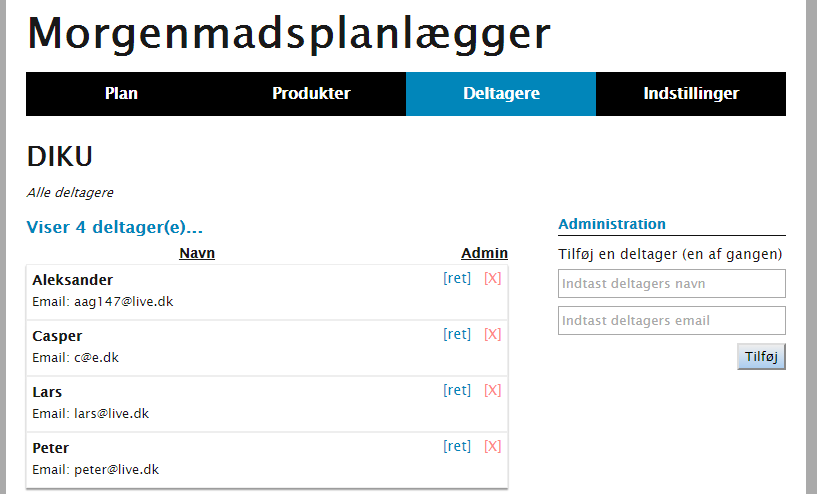 Morgenmadsplanlægger
Plan Produkter Deltagere Indstillinger
DIKU
Alle deltagere
Viser 4 deltager(e)...
Navn Admin
Aleksander [ret] [X]
Email: aag147@live.dk
Casper [ret] [X]
Email: c@e.dk
Lars [ret] [X]
Email: lars@live.dk
Peter [ret] [X]
Email: peter@live.dk
Administration
Tilføj en deltager (en af gangen)
Indtast deltagers navn
Indtast deltagers email
Tilføj